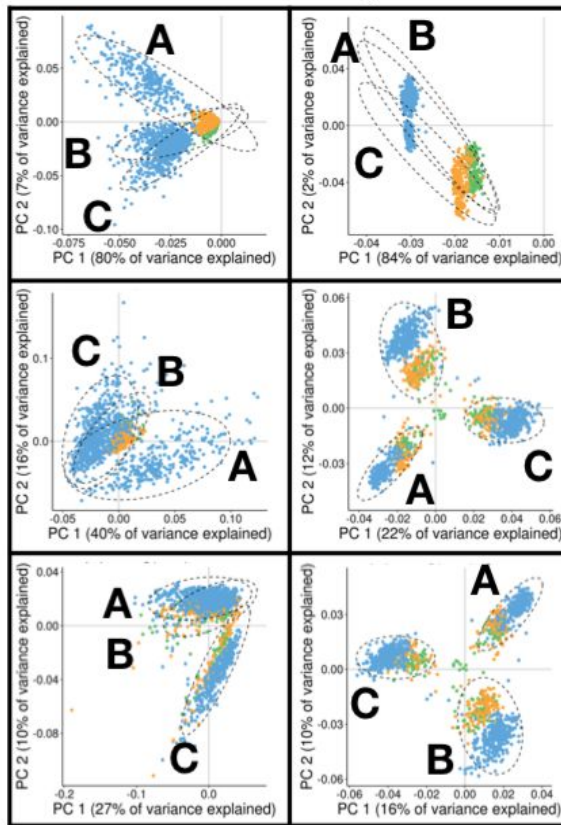 A
B
C
0.05
0.00
-0.05
-0.10
-0.075
-0.050
-0.025
0.000
PC 2 (7% of variance explained)
PC 1 (80% of variance explained)
A
B
C
0.04
0.00
-0.04
-0.04
-0.03
-0.02
-0.01
0.00
PC 2 (2% of variance explained)
PC 1 (84% of variance explained)
C
B
A
0.1
0.0
-0.05
0.00
0.05
0.10
PC 2 (16% of variance explained)
PC 1 (40% of variance explained)
B
A
C
0.06
0.03
0.00
-0.03
-0.04
-0.02
0.00
0.02
0.04
0.06
PC 2 (12% of variance explained)
PC 1 (22% of variance explained)
A
B
C
0.04
0.00
-0.04
-0.08
-0.2
-0.1
0.0
PC 2 (10% of variance explained)
PC 1 (27% of variance explained)
A
C
B
0.06
0.03
0.00
-0.03
-0.06
-0.06
-0.04
-0.02
0.00
0.02
0.04
PC 2 (10% of variance explained)
PC 1 (16% of variance explained)